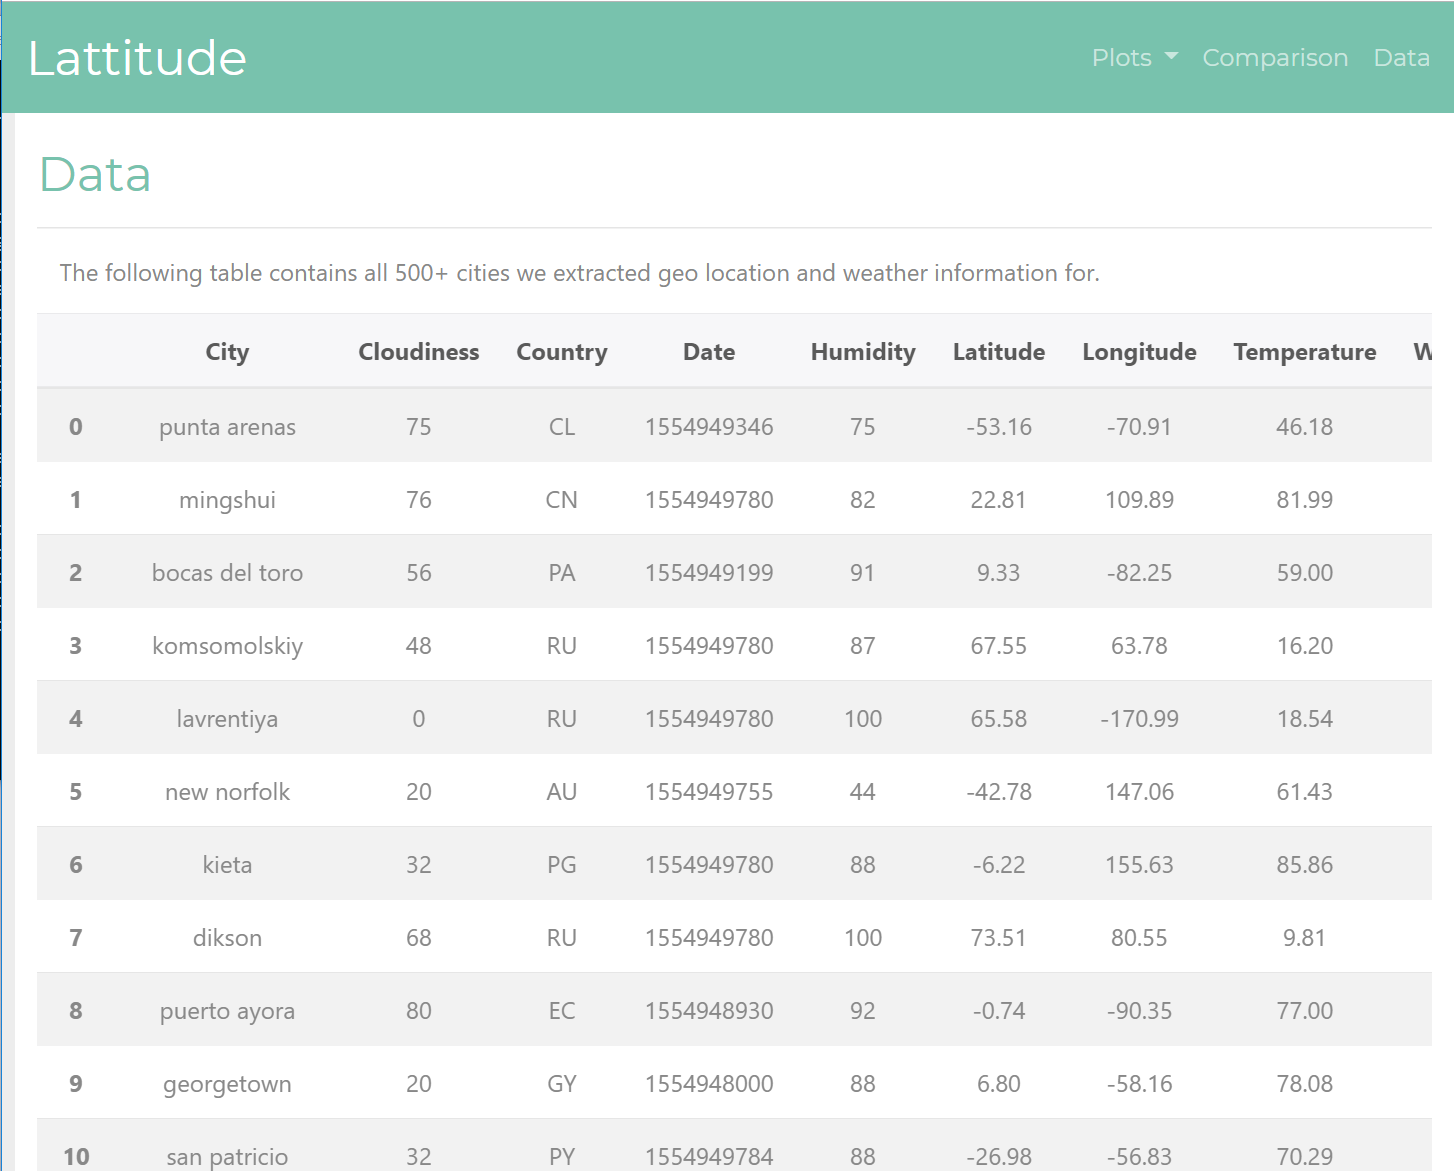 Lattitude Plots Comparison Data
Data
The following table contains all 500+ cities we extracted geo location and weather information for.
City Cloudiness Country Date Humidity Latitude Longitude Temperature W
0 punta arenas 75 CL 1554949346 75 -53.16 -70.91 46.18
1 mingshui 76 CN 1554949780 82 22.81 109.89 81.99
2 bocas del toro 56 PA 1554949199 91 9.33 -82.25 59.00
3 komsomolskiy 48 RU 1554949780 87 67.55 63.78 16.20
4 lavrentiya 0 RU 1554949780 100 65.58 -170.99 18.54
5 new norfolk 20 AU 1554949755 44 -42.78 147.06 61.43
6 kieta 32 PG 1554949780 88 -6.22 155.63 85.86
7 dikson 68 RU 1554949780 100 73.51 80.55 9.81
8 puerto ayora 80 EC 1554948930 92 -0.74 -90.35 77.00
9 georgetown 20 GY 1554948000 88 6.80 -58.16 78.08
10 san patricio 32 PY 1554949784 88 -26.98 -56.83 70.29